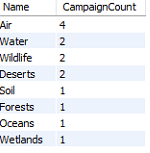 Name CampaignCount
Air 4
Water 2
Wildlife 2
Deserts 2
Soil 1
Forests 1
Oceans 1
Wetlands 1